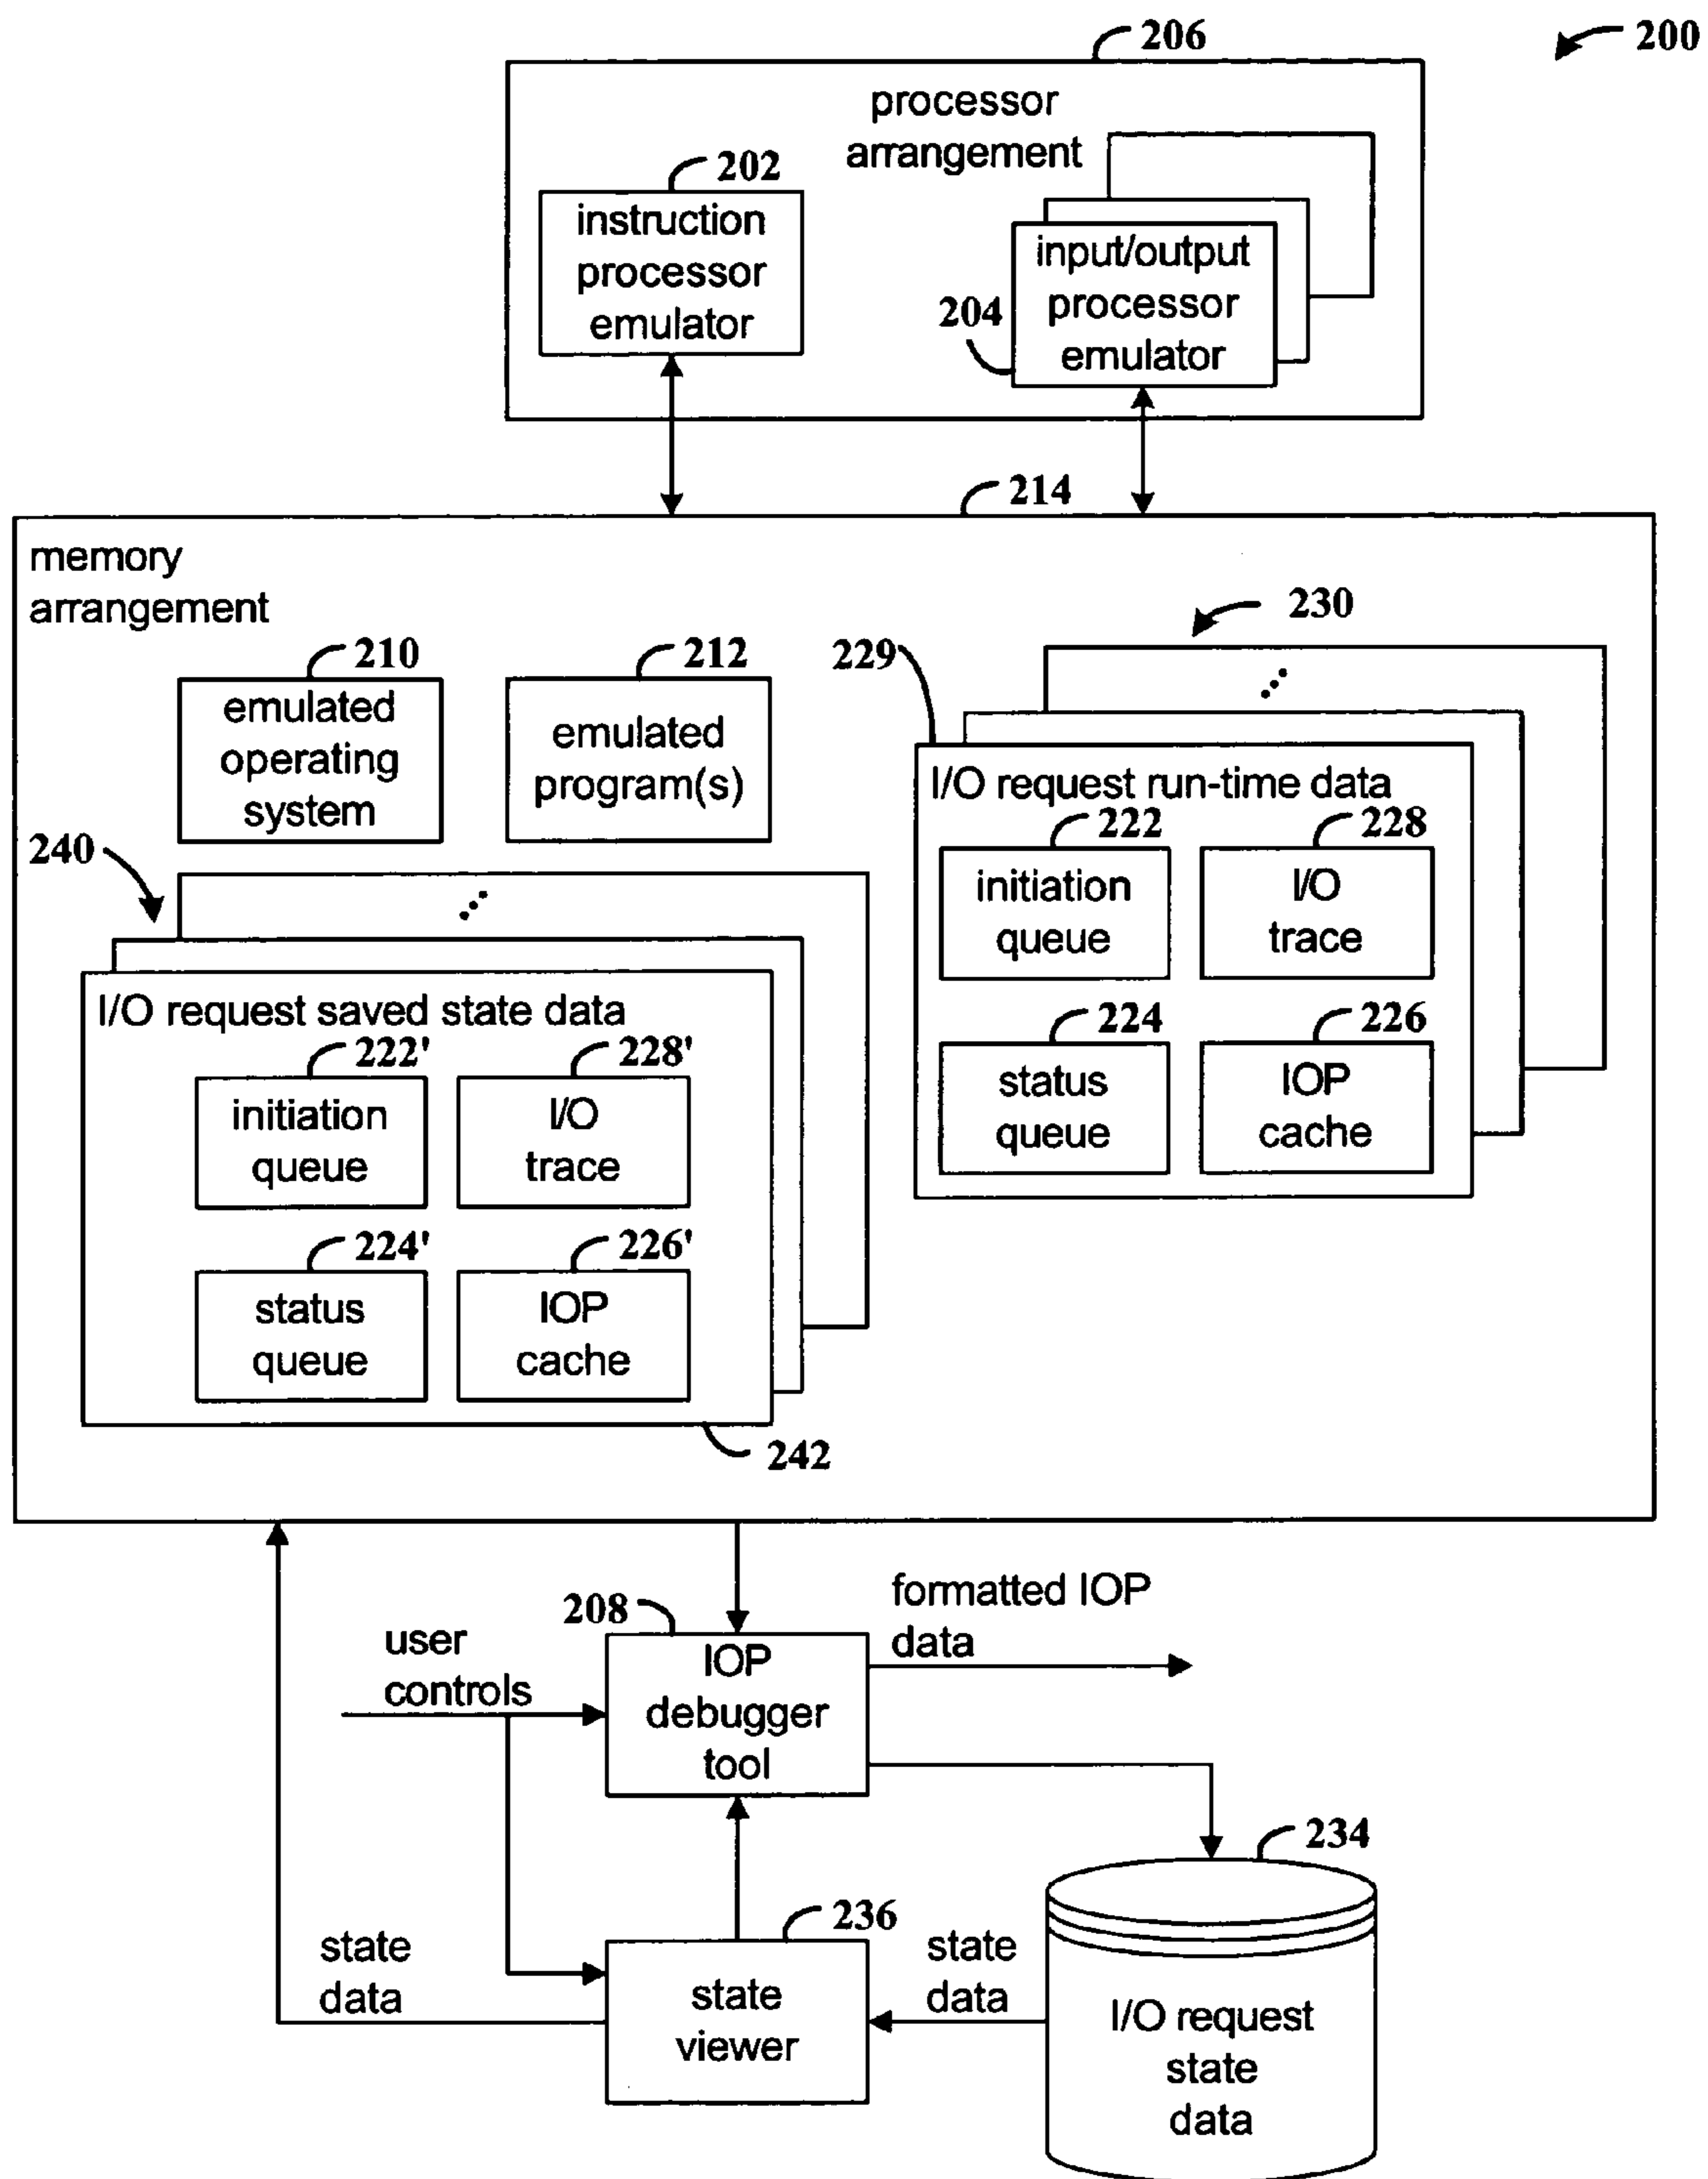 206
200
processor
arrangement
202
instruction
processor
emulator
204
input/output
processor
emulator
214
memory
arrangement
210
emulated
operating
system
212
emulated
program(s)
230
229
I/O request run-time data
222
initiation
queue
228
I/O
trace
224
status
queue
226
IOP
cache
240
I/O request saved state data
222'
initiation
queue
228'
I/O
trace
224'
status
queue
226'
IOP
cache
242
208
IOP
debugger
tool
user
controls
formatted IOP
data
234
I/O request
state
data
236
state
viewer
state
data
state
data